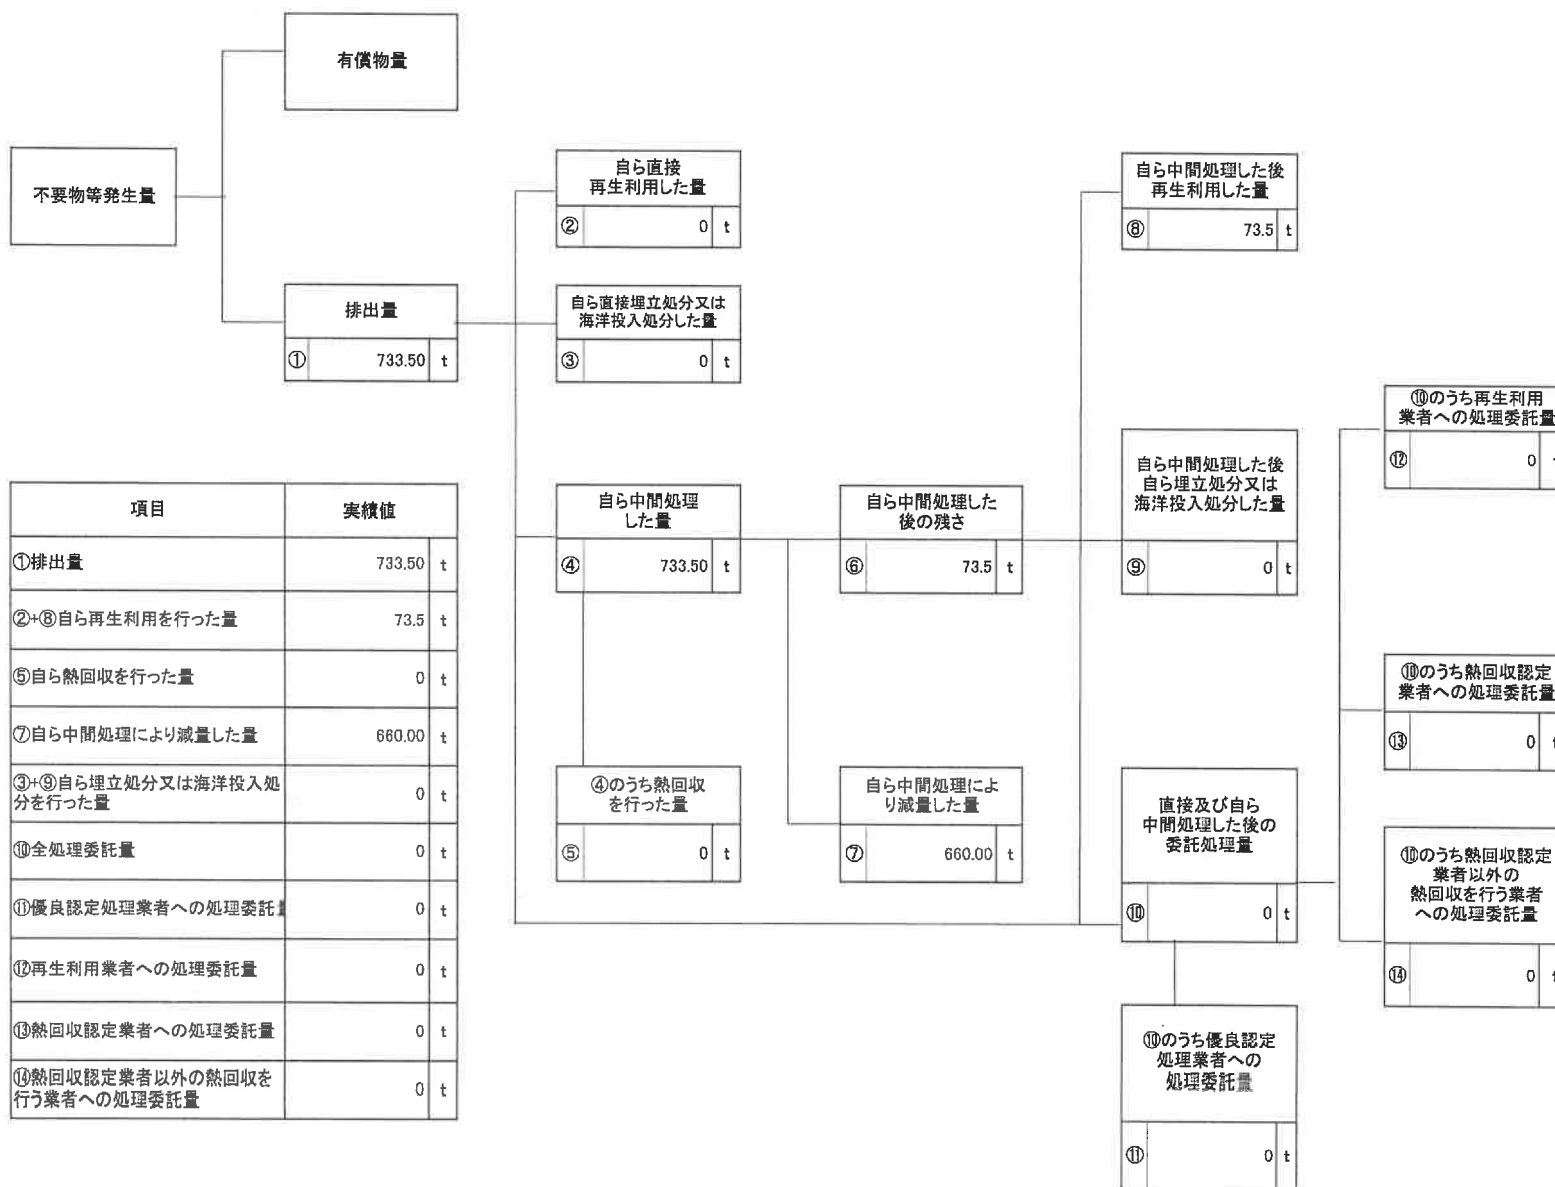 有償物量
不要物等発生量
排出量
① 733.50 t
自ら直接
再生利用した量
② 0 t
自ら直接埋立処分又は
海洋投入処分した量
③ 0 t
自ら中間処理
した量
④ 733.50 t
④のうち熱回収
を行った量
⑤ 0 t
自ら中間処理した
後の残さ
⑥ 73.5 t
自ら中間処理によ
り減量した量
⑦ 660.00 t
自ら中間処理した後
再生利用した量
⑧ 73.5 t
自ら中間処理した後
自ら埋立処分又は
海洋投入処分した量
⑨ 0 t
直接及び自ら
中間処理した後の
委託処理量
⑩ 0 t
⑩のうち優良認定
処理業者への
処理委託量
⑪ 0 t
⑩のうち再生利用
業者への処理委託量
⑫ 0
⑩のうち熱回収認定
業者への処理委託量
⑬ 0
⑩のうち熱回収認定
業者以外の
熱回収を行う業者
への処理委託量
⑭ 0
項目 実績値
①排出量 733.50 t
②+⑧自ら再生利用を行った量 73.5 t
⑤自ら熱回収を行った量 0 t
⑦自ら中間処理により減量した量 660.00 t
③+⑨自ら埋立処分又は海洋投入処
分を行った量 0 t
⑩全処理委託量 0 t
⑪優良認定処理業者への処理委託量 0 t
⑫再生利用業者への処理委託量 0 t
⑬熱回収認定業者への処理委託量 0 t
⑭熱回収認定業者以外の熱回収を
行う業者への処理委託量 0 t